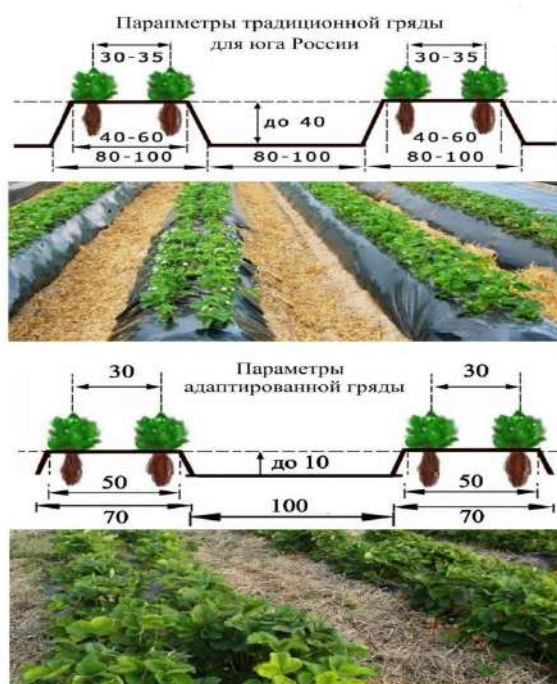 Парапметры традиционной гряды
для юга России
30-35 30-35
до 40
40-60 40-60
80-100 80-100 80-100
Параметры
адаптированной гряды
30 30
до 10
50 100 50
70 70